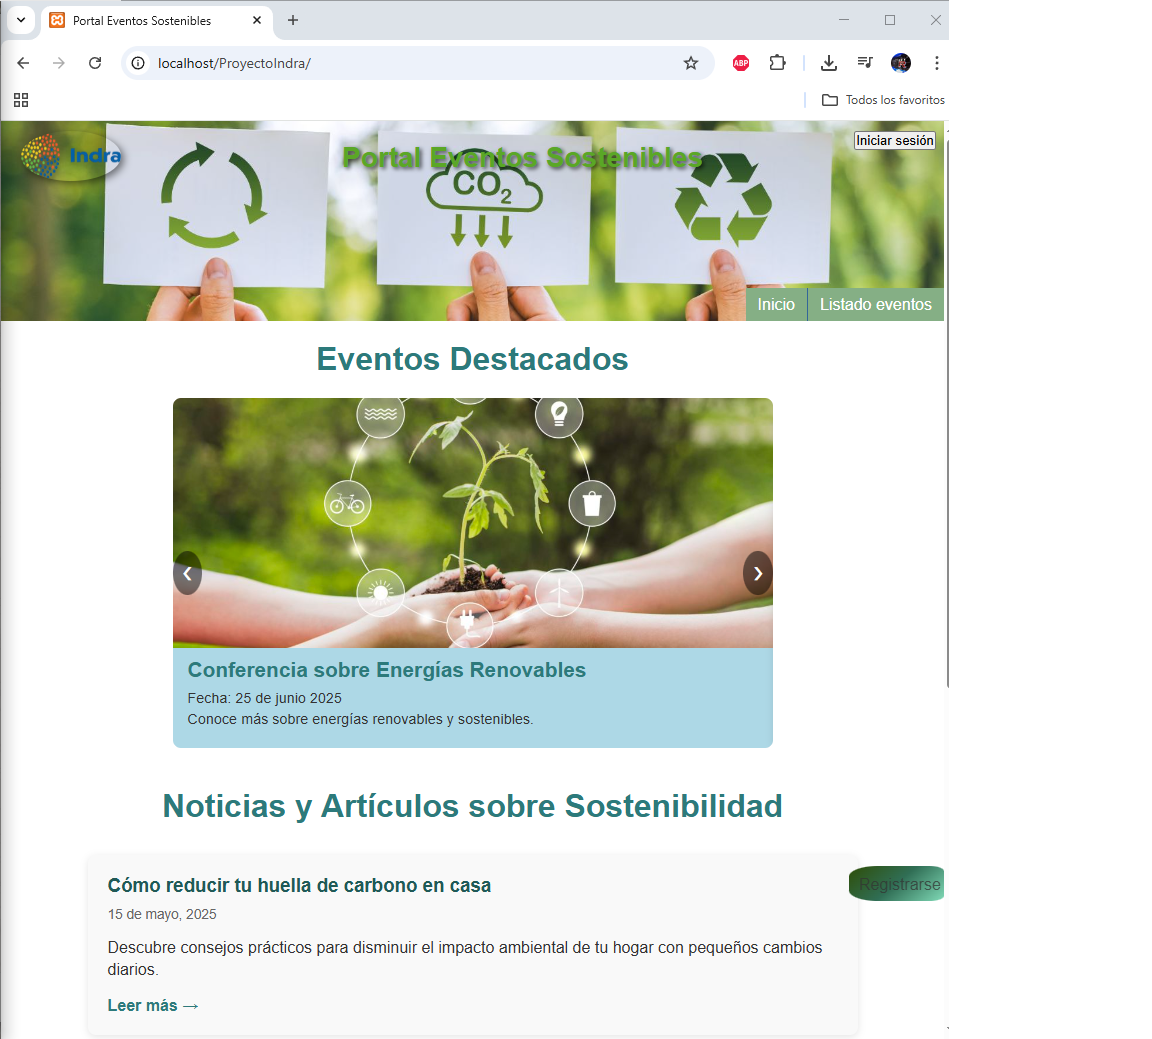 Portal Eventos Sostenibles
localhost/ProyectoIndra/
ABP
Todos los favoritos
Indra
Portal Eventos Sostenibles
Iniciar sesión
CO2
Inicio
Listado eventos
Eventos Destacados
❮
❯
Conferencia sobre Energías Renovables
Fecha: 25 de junio 2025
Conoce más sobre energías renovables y sostenibles.
Noticias y Artículos sobre Sostenibilidad
Cómo reducir tu huella de carbono en casa
Registrarse
15 de mayo, 2025
Descubre consejos prácticos para disminuir el impacto ambiental de tu hogar con pequeños cambios
diarios.
Leer más →